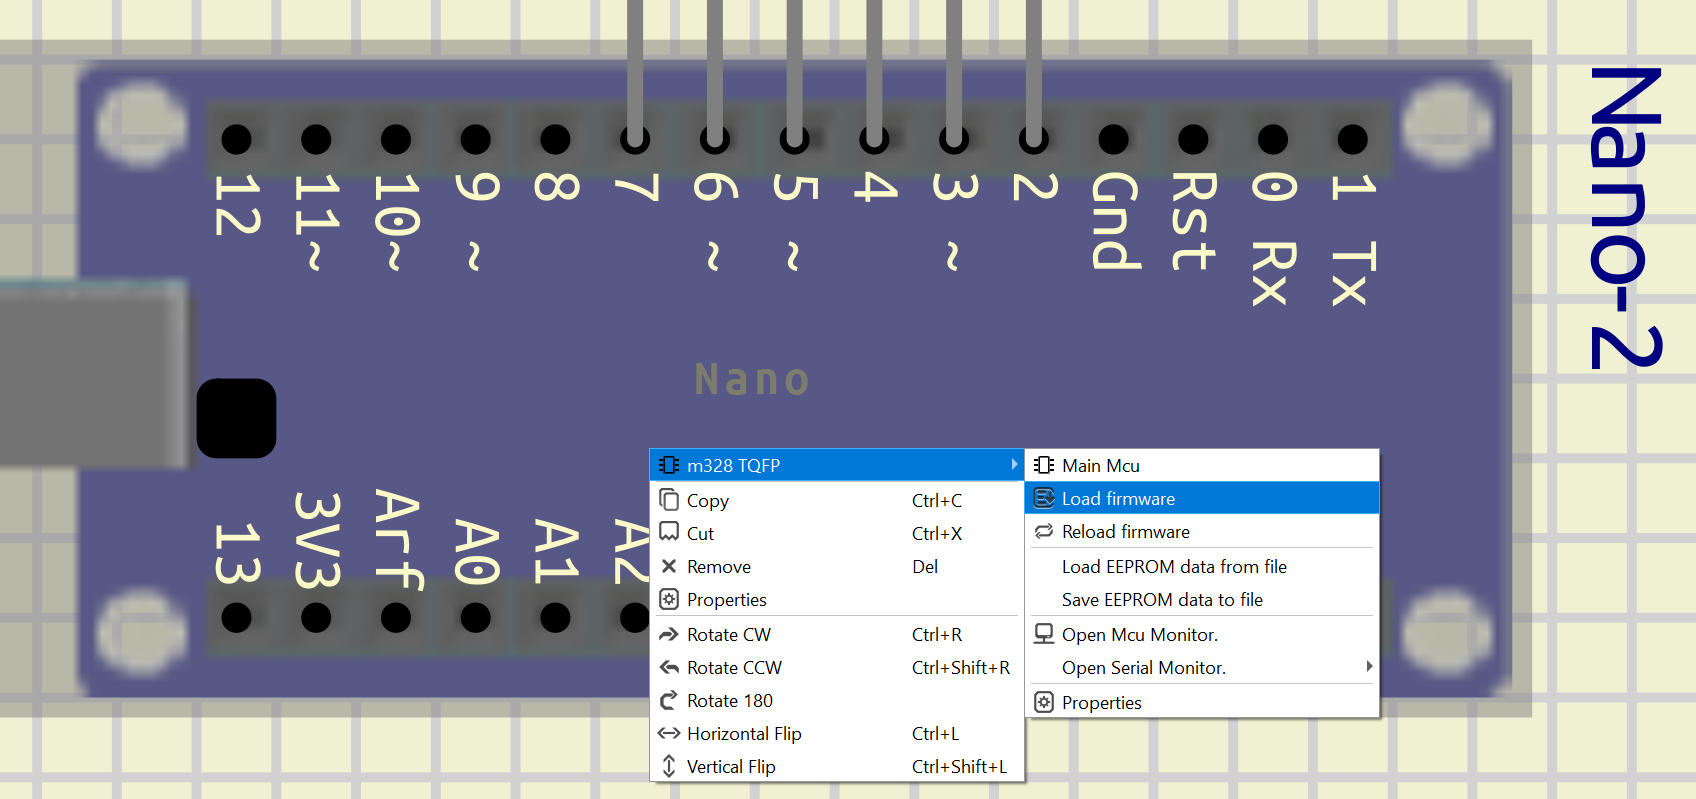 Nano-2
12
11~
10~
9 ~
8
7
6 ~
5 ~
4
3 ~
2
Gnd
Rst
0 Rx
1 Tx
Nano
13
3V3
Arf
A0
A1
A2
m328 TQFP
Copy Ctrl+C
Cut Ctrl+X
Remove Del
Properties
Rotate CW Ctrl+R
Rotate CCW Ctrl+Shift+R
Rotate 180
Horizontal Flip Ctrl+L
Vertical Flip Ctrl+Shift+L
Main Mcu
Load firmware
Reload firmware
Load EEPROM data from file
Save EEPROM data to file
Open Mcu Monitor.
Open Serial Monitor.
Properties